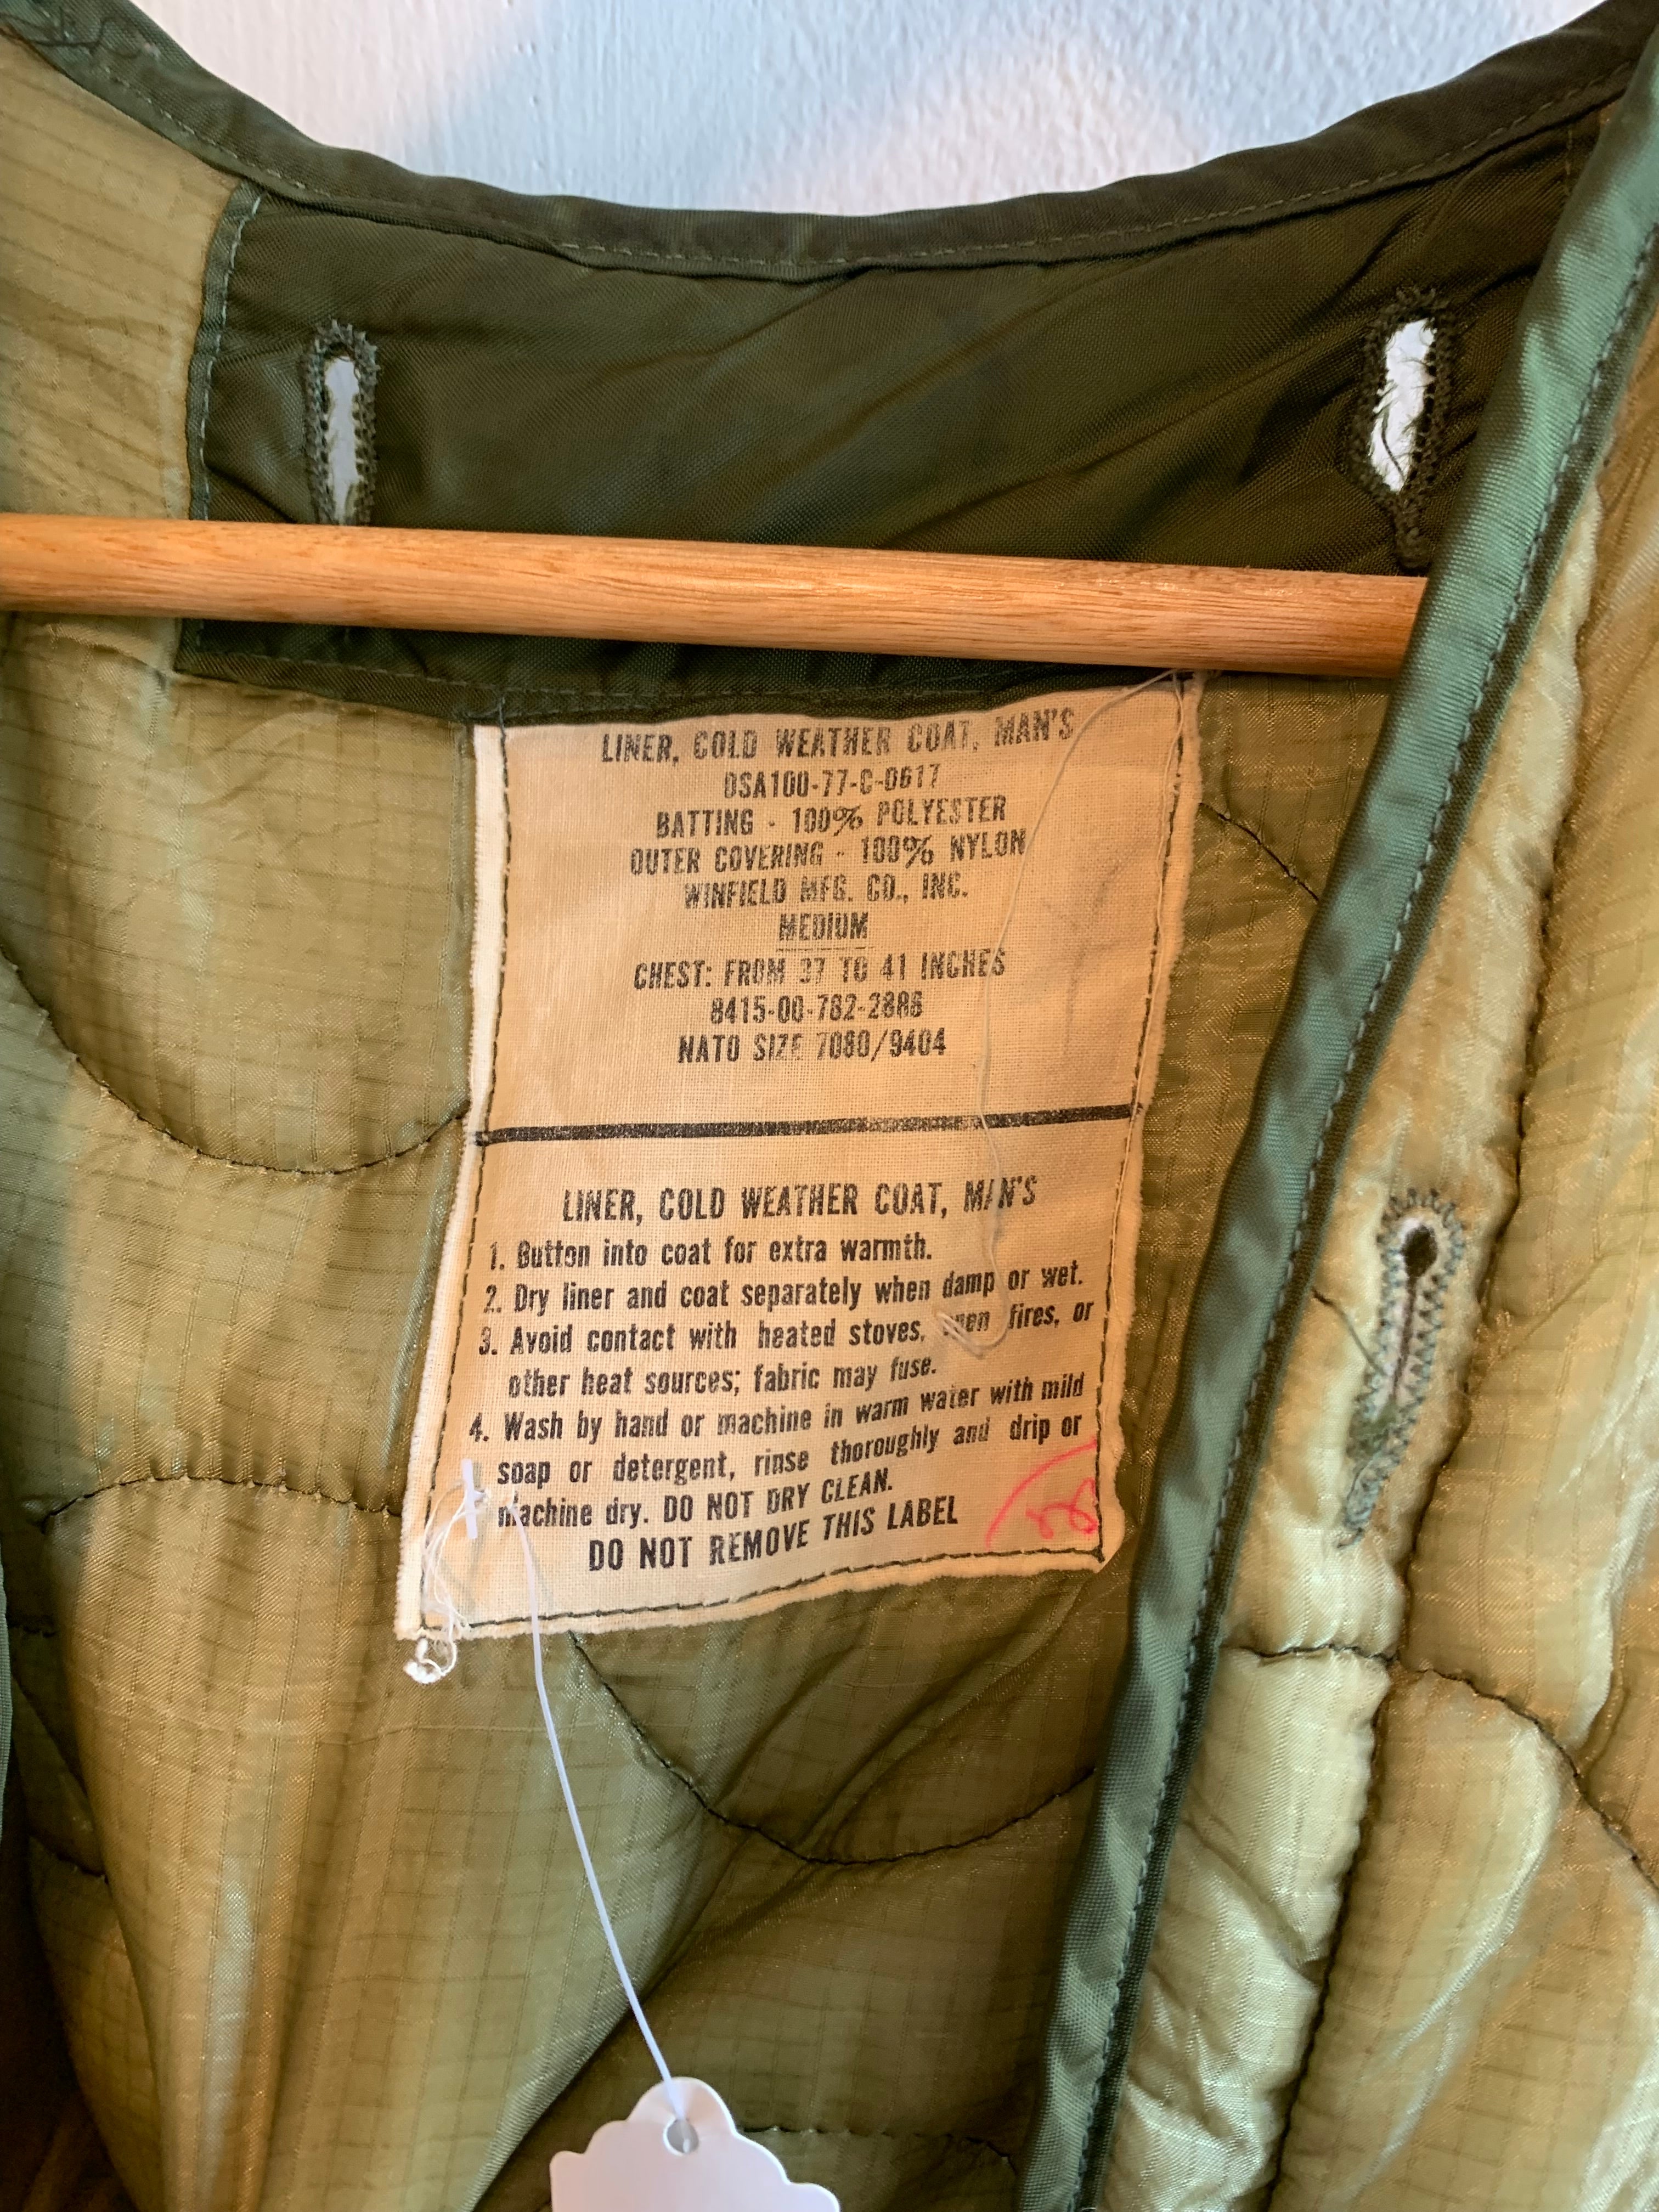 LINER, COLD WEATHER COAT, MAN'S
DSA100-77-C-0617
BATTING - 100% POLYESTER
OUTER COVERING - 100% NYLON
WINFIELD MFG. CO., INC.
MEDIUM
CHEST: FROM 37 TO 41 INCHES
8415-00-782-2886
NATO SIZE 7080/9404
LINER, COLD WEATHER COAT, MAN'S
1. Button into coat for extra warmth.
2. Dry liner and coat separately when damp or wet.
3. Avoid contact with heated stoves, open fires, or
other heat sources; fabric may fuse.
4. Wash by hand or machine in warm water with mild
soap or detergent, rinse thoroughly and drip or
machine dry. DO NOT DRY CLEAN.
DO NOT REMOVE THIS LABEL